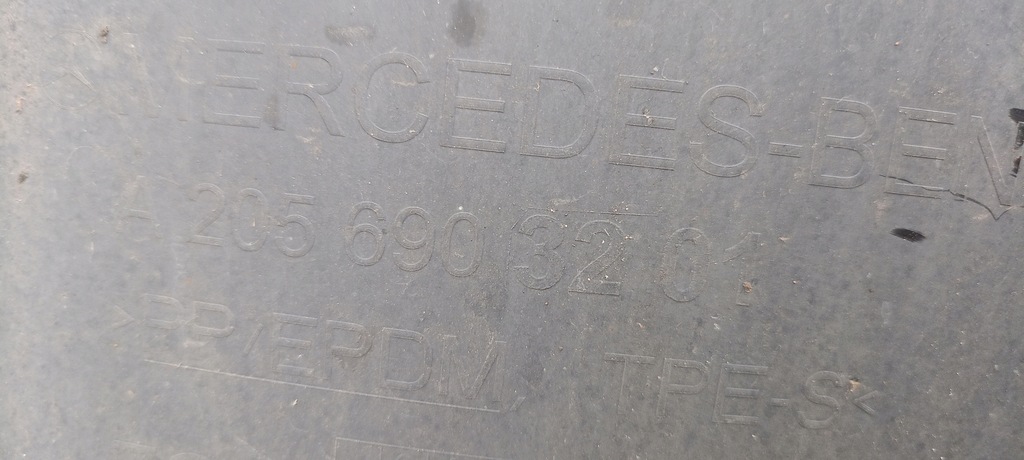 MERCEDES-BEN
A 205 690 32 01
>PP/EPDM TPE-S<